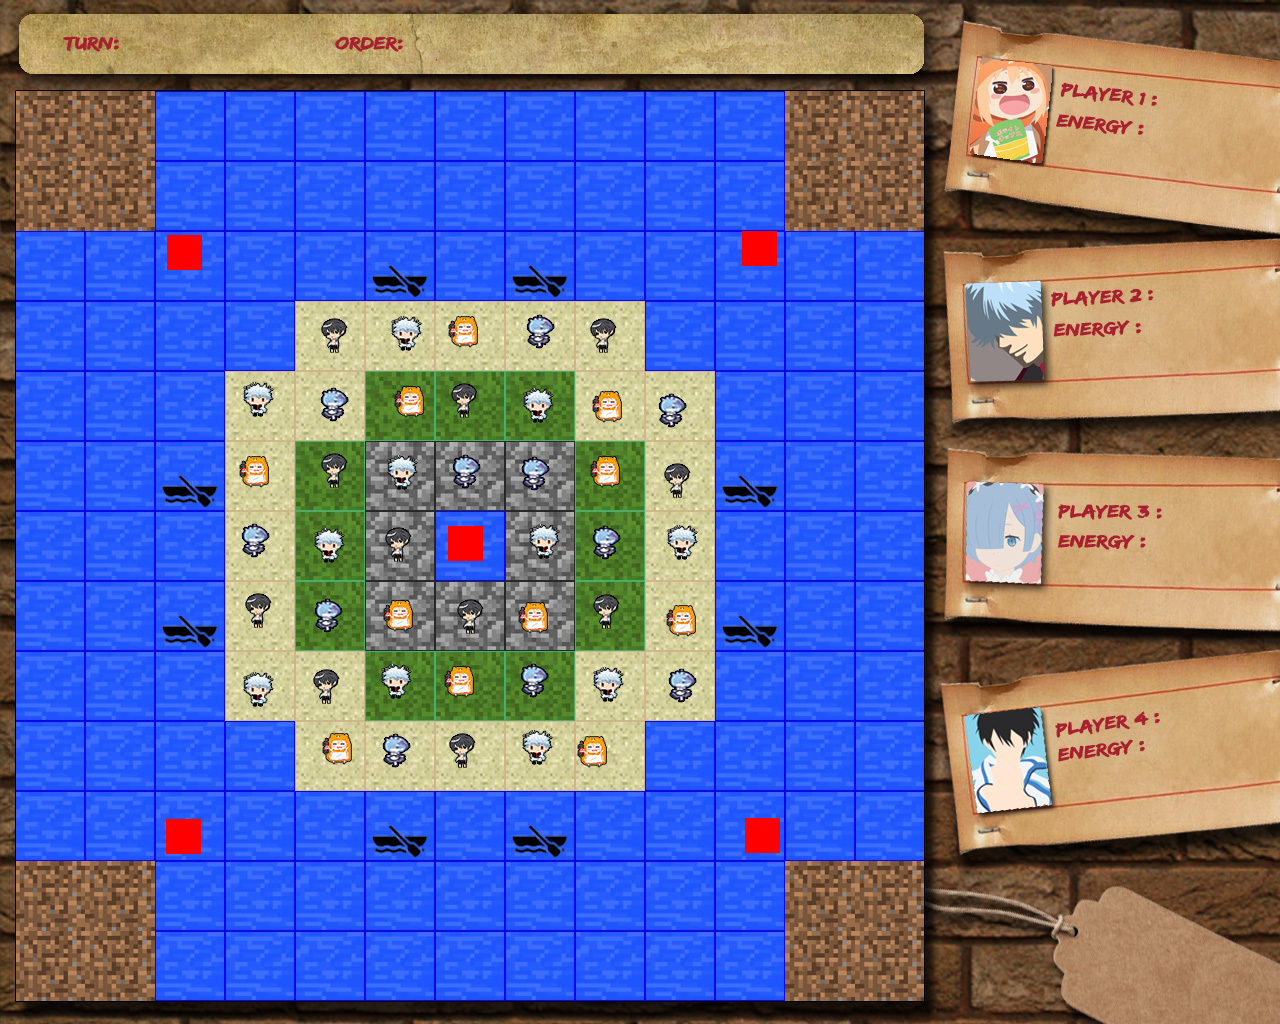 TURN:
ORDER:
PLAYER 1 :
ENERGY :
PLAYER 2 :
ENERGY :
PLAYER 3 :
ENERGY :
PLAYER 4 :
ENERGY :